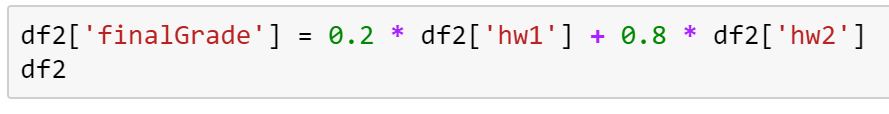 df2['finalGrade'] = 0.2 * df2['hw1'] + 0.8 * df2['hw2']
df2